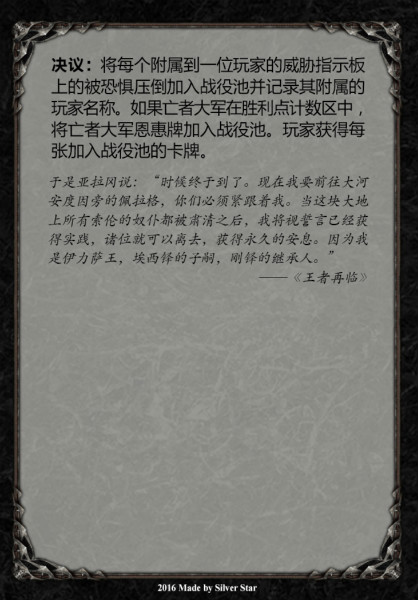 决议：将每个附属到一位玩家的威胁指示板
上的被恐惧压倒加入战役池并记录其附属的
玩家名称。如果亡者大军在胜利点计数区中，
将亡者大军恩惠牌加入战役池。玩家获得每
张加入战役池的卡牌。
于是亚拉冈说：“时候终于到了。现在我要前往大河
安度因旁的佩拉格，你们必须紧跟着我。当这块大地
上所有索伦的奴仆都被肃清之后，我将视誓言已经获
得实践，诸位就可以离去，获得永久的安息。因为我
是伊力萨王，埃西铎的子嗣，刚铎的继承人。”
——《王者再临》
2016 Made by Silver Star